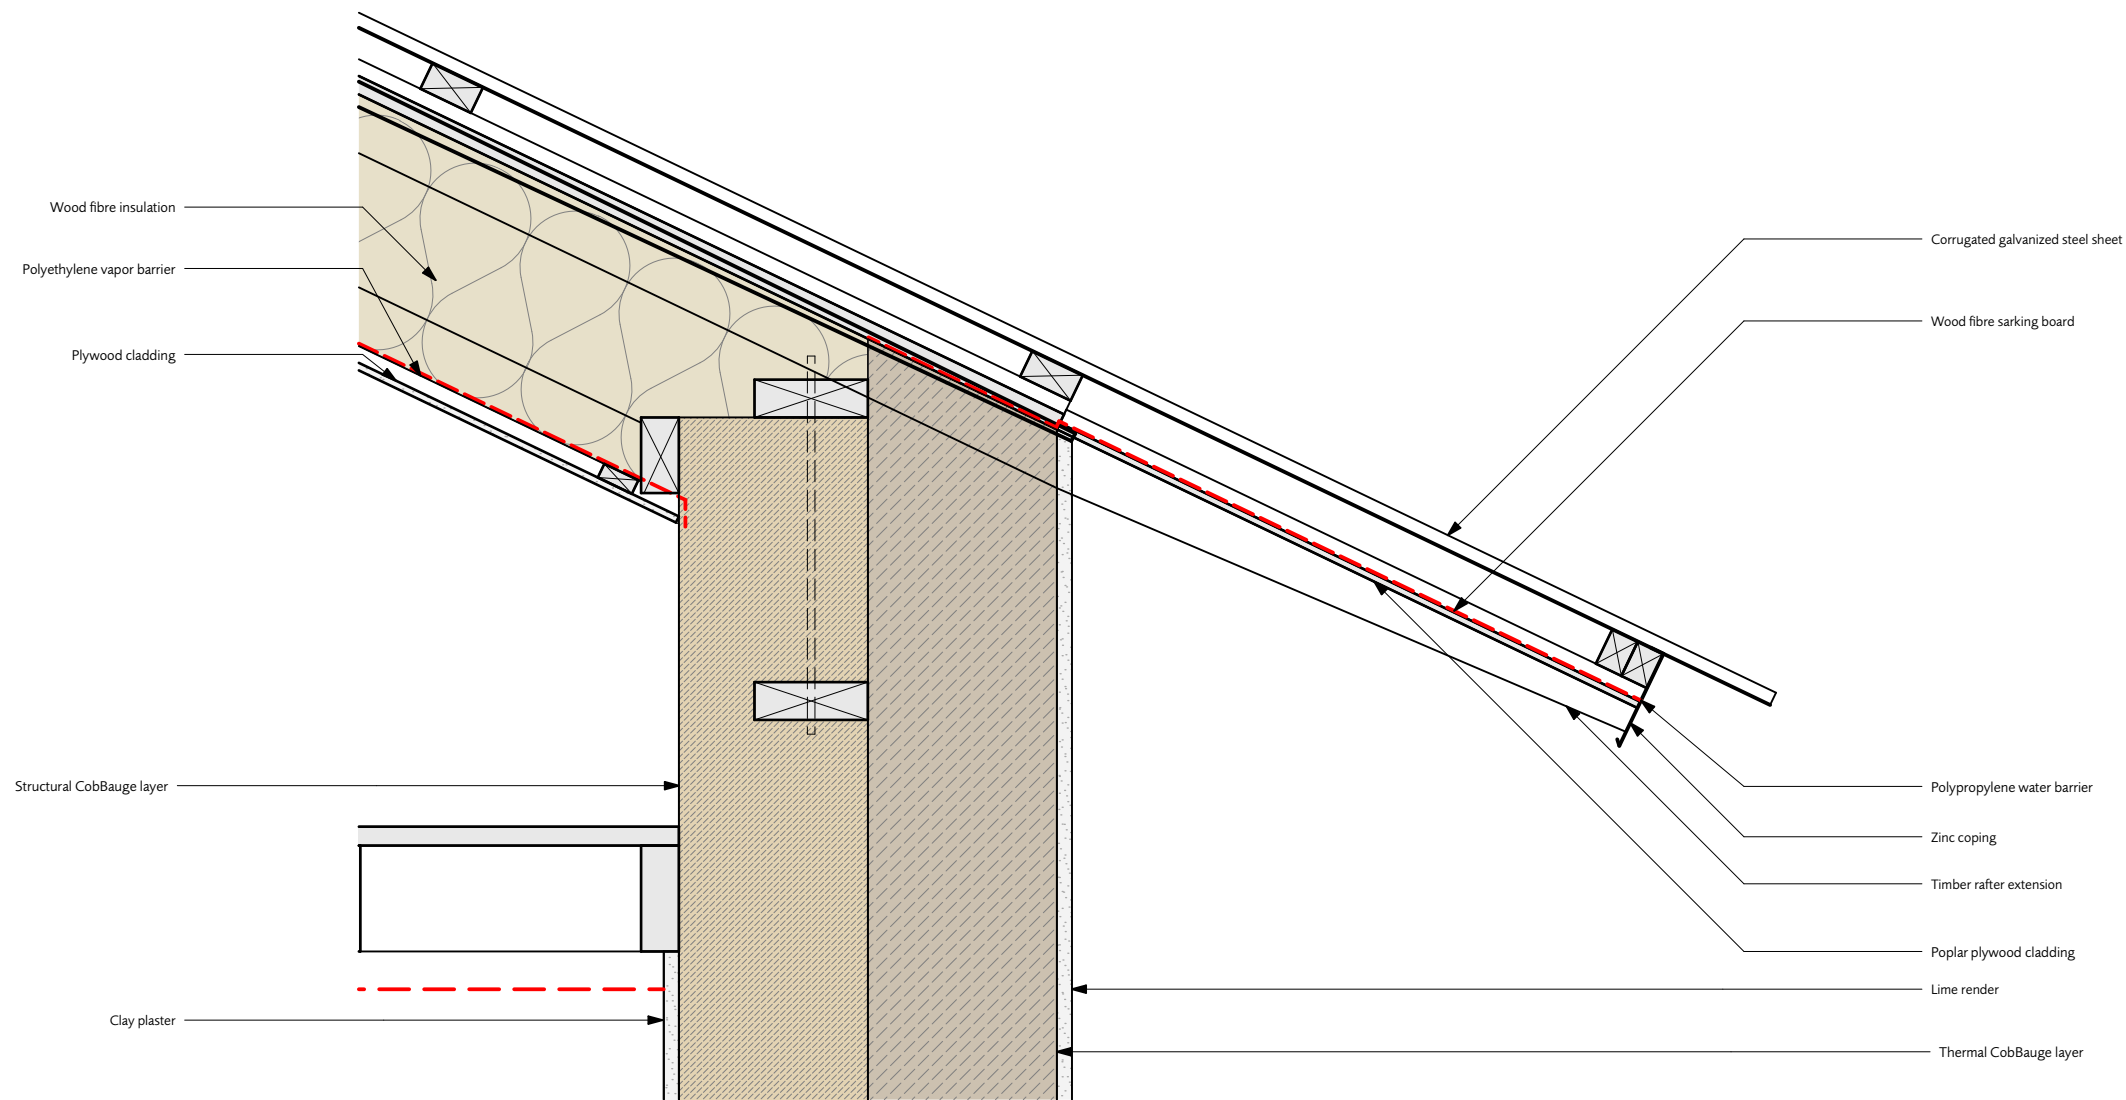 Wood fibre insulation
Polyethylene vapor barrier
Plywood cladding
Structural CobBauge layer
Clay plaster
Corrugated galvanized steel sheet
Wood fibre sarking board
Polypropylene water barrier
Zinc coping
Timber rafter extension
Poplar plywood cladding
Lime render
Thermal CobBauge layer